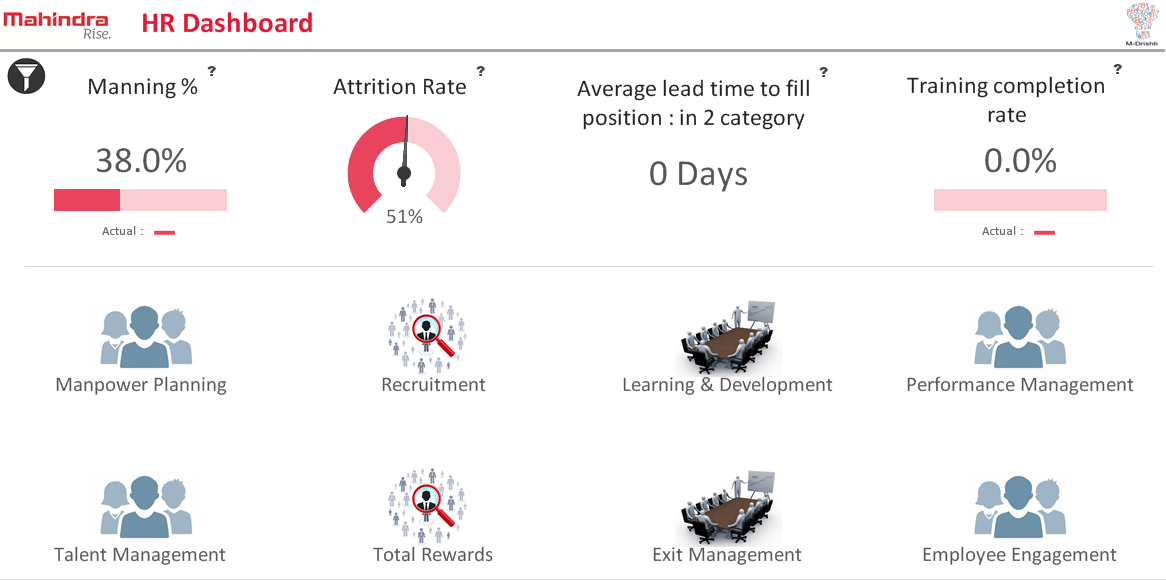 Mahindra
Rise.
HR Dashboard
M-Drishti
Manning %
?
Attrition Rate
?
Average lead time to fill
position : in 2 category
?
Training completion
rate
?
38.0%
51%
0 Days
0.0%
Actual :
Actual :
Manpower Planning
Recruitment
Learning & Development
Performance Management
Talent Management
Total Rewards
Exit Management
Employee Engagement